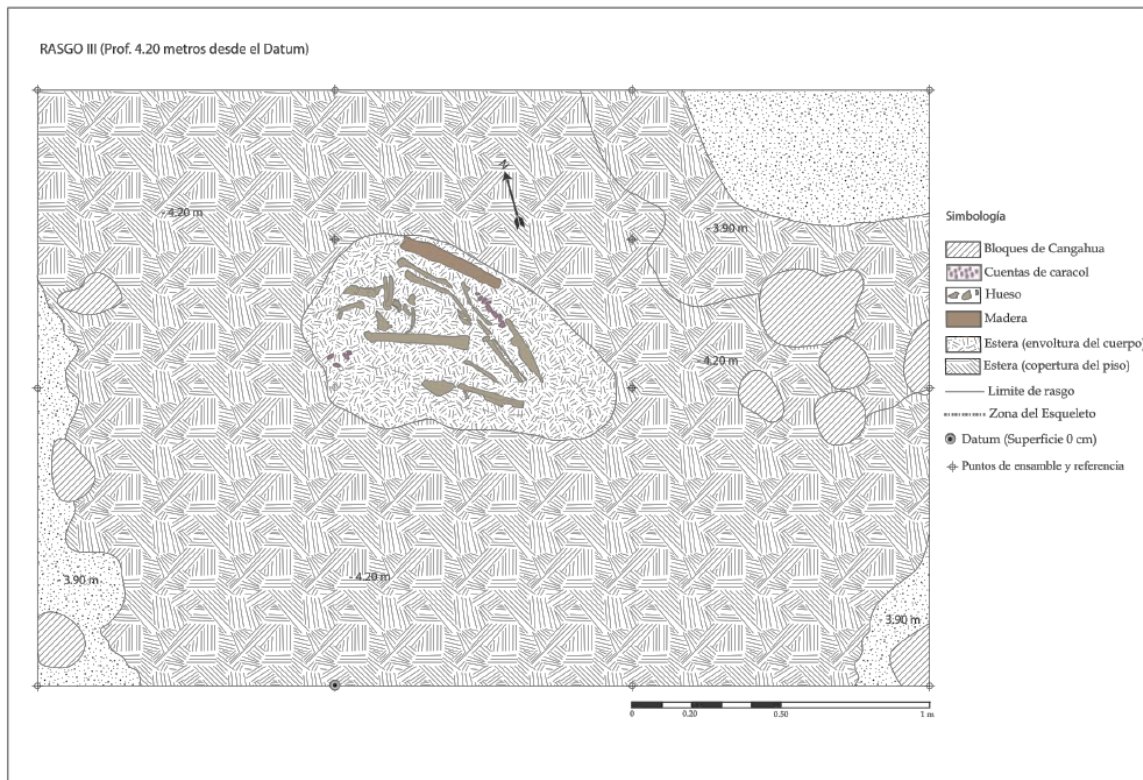 RASGO III (Prof. 4.20 metros desde el Datum)
N
- 4.20 m
- 3.90 m
- 4.20 m
- 3.90 m
- 4.20 m
- 3.90 m
Simbología
Bloques de Cangahua
Cuentas de caracol
Hueso
Madera
Estera (envoltura del cuerpo)
Estera (copertura del piso)
Limite de rasgo
Zona del Esqueleto
Datum (Superficie 0 cm)
Puntos de ensamble y referencia
0 0.20 0.50 1 m